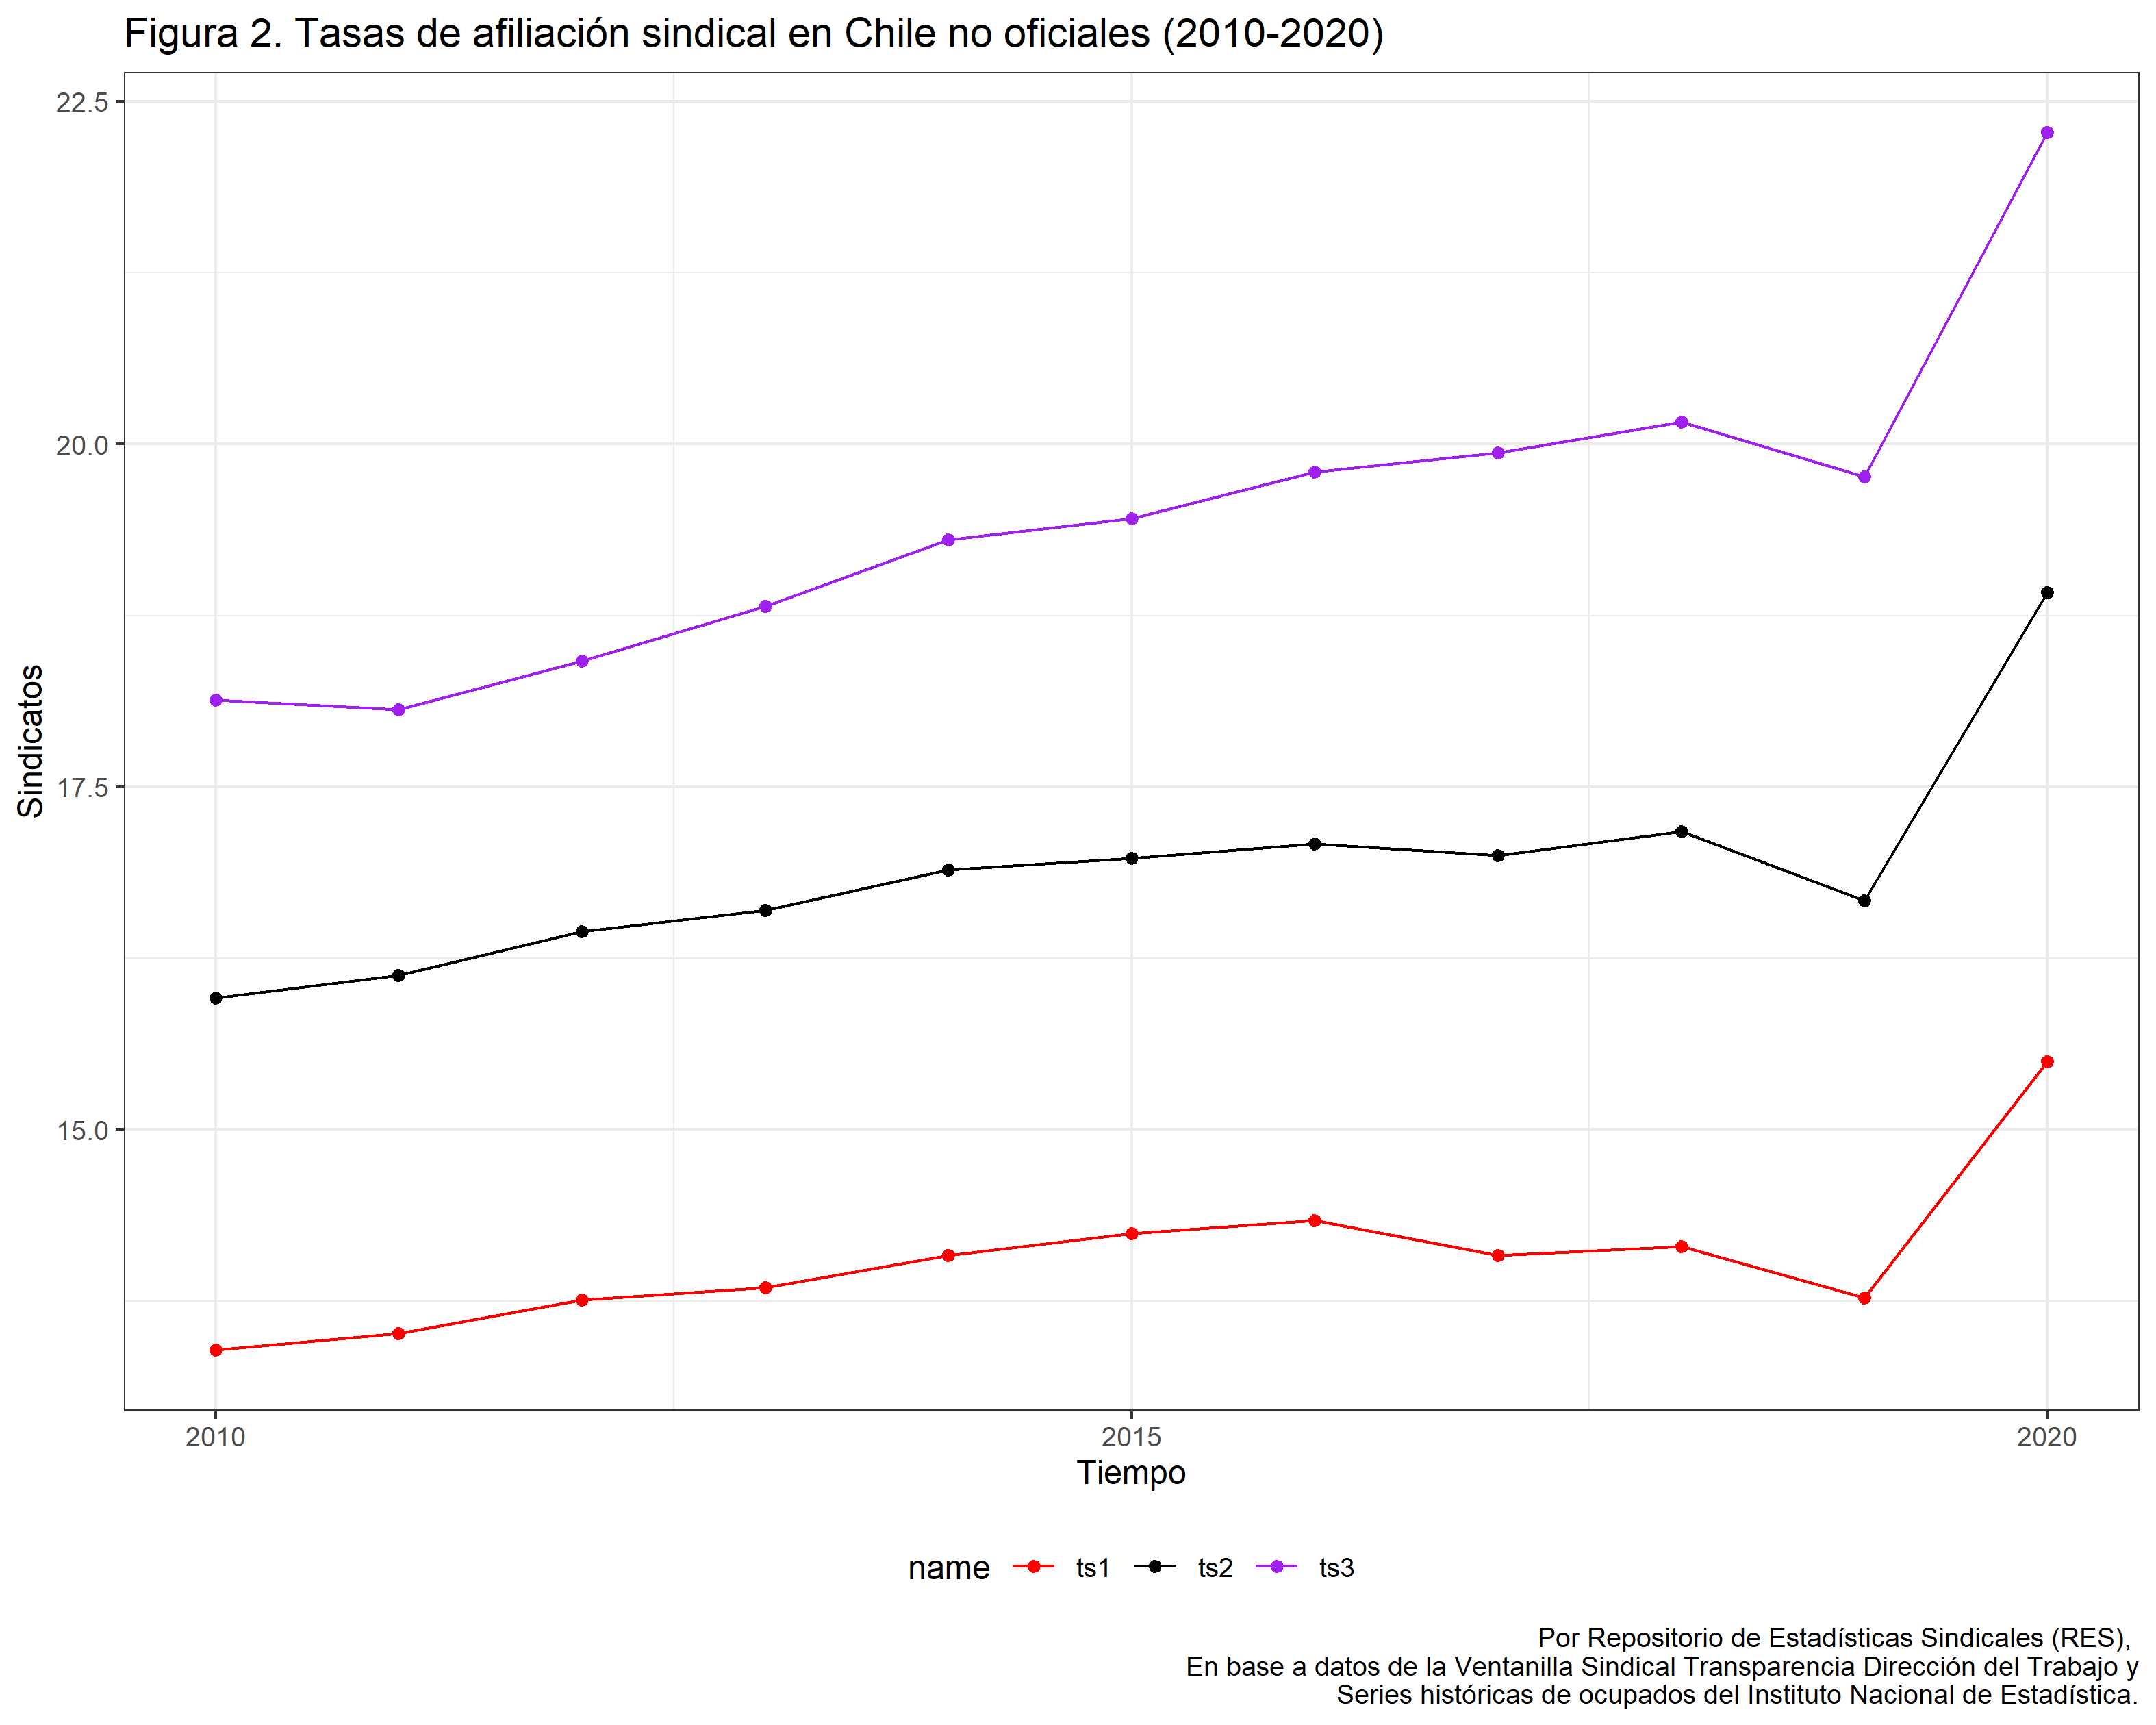 Figura 2. Tasas de afiliación sindical en Chile no oficiales (2010-2020)
22.5
20.0
17.5
15.0
Sindicatos
2010
2015
2020
Tiempo
name ts1 ts2 ts3
Por Repositorio de Estadísticas Sindicales (RES),
En base a datos de la Ventanilla Sindical Transparencia Dirección del Trabajo y
Series históricas de ocupados del Instituto Nacional de Estadística.